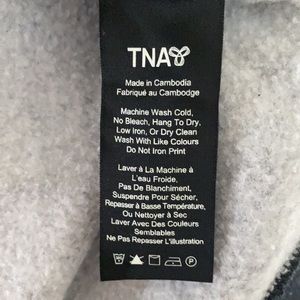 TNA
Made in Cambodia
Fabriqué au Cambodge
Machine Wash Cold,
No Bleach, Hang To Dry,
Low Iron, Or Dry Clean
Wash With Like Colours
Do Not Iron Print
Laver À La Machine À
L'eau Froide,
Pas De Blanchiment,
Suspendre Pour Sécher,
Repasser à Basse Température,
Ou Nettoyer à Sec
Laver Avec Des Couleurs
Semblables
Ne Pas Repasser L'illustration
P